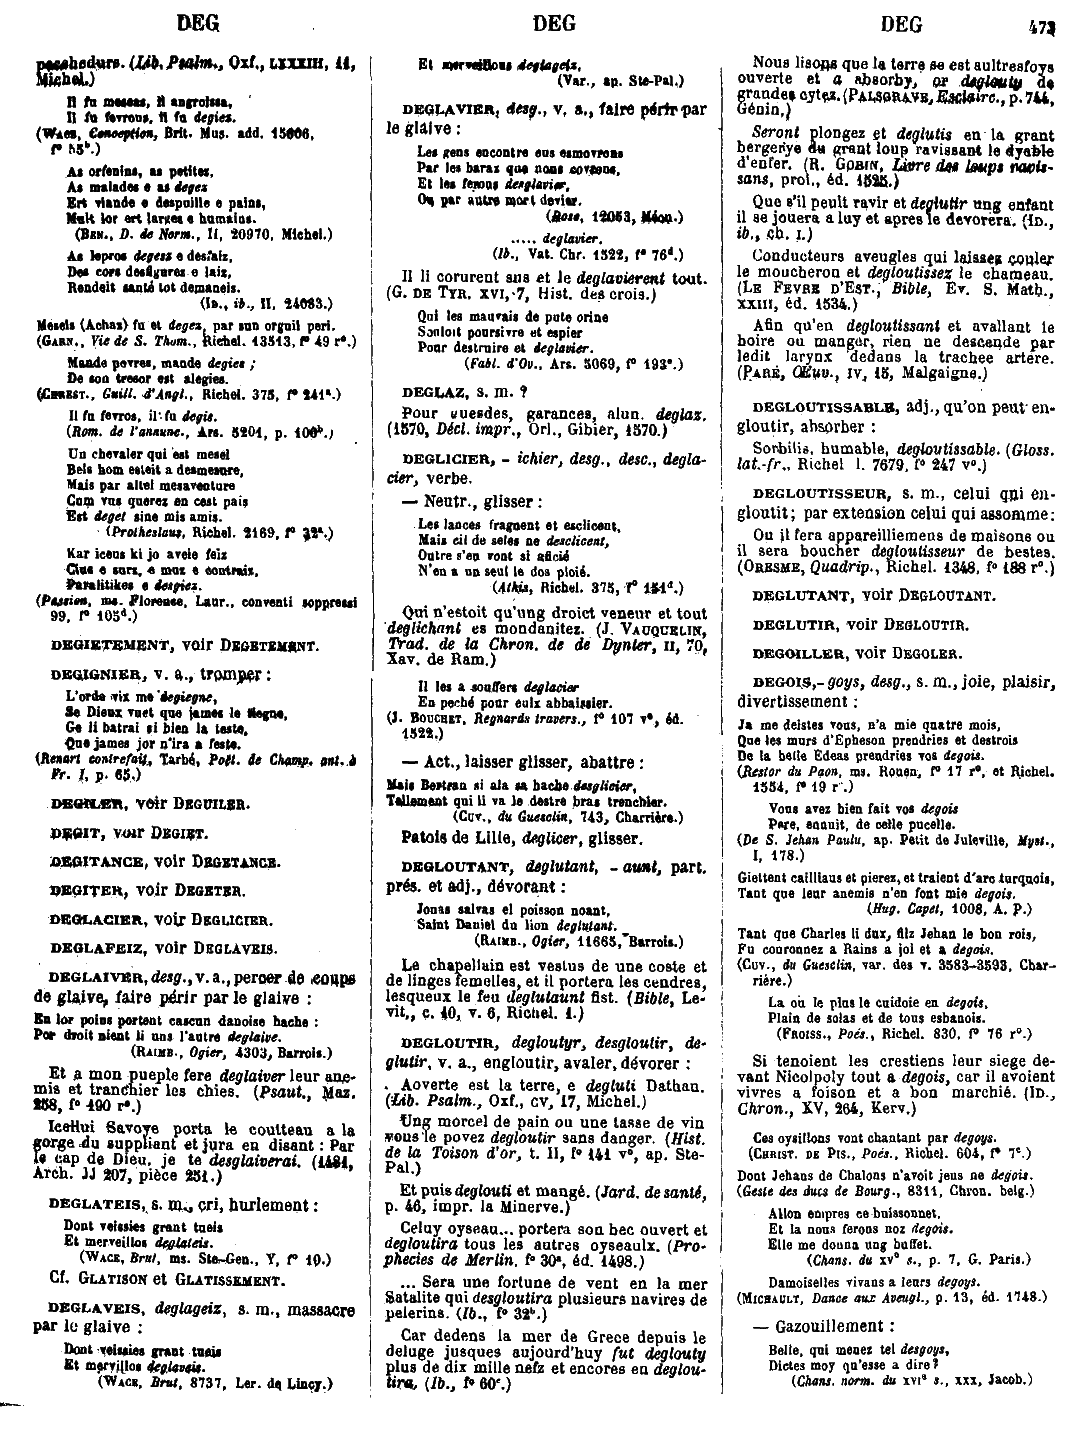 DEG DEG DEG 473
peschedurs. (Lib. Psalm., Oxf., LXXXIII, 11,
Michel.)
Il fu meseas, il angroissa,
Il fu fevrous, il fu degiez.
(WACE, Conception, Brit. Mus. add. 15606,
f° 55ᵇ.)
As orfenins, as petites,
As malades e as degez
Ert viande e despuille e pains,
Mult lor ert larges e humains.
(BEN., D. de Norm., II, 20970, Michel.)
As lepros degess e desfaiz,
Des cors desfigurez e laiz,
Rendeit santé tot demaneis.
(ID., ib., II, 24083.)
Mesels (Achaz) fu et degez, par sun orguil peri.
(GARN., Vie de S. Thom., Richel. 13513, f° 49 r°.)
Mande povres, mande degies ;
De son tresor est alegies.
(CHREST., Guill. d'Angl., Richel. 375, f° 241ᵃ.)
Il fu fevros, il fu degis.
(Rom. de l'annunc., Ars. 5201, p. 106ᵇ.)
Un chevaler qui est mesel
Bels hom esteit a desmesure,
Mais par altel mesaventure
Cum vus querez en cest pais
Est deget sine mis amis.
(Protheslaus, Richel. 2169, f° 32ᵃ.)
Kar iceus ki jo aveie feiz
Cius e surz, e muz e contraiz,
Paralitikes e despiez.
(Passion, ms. Florence, Laur., conventi soppressi
99, f° 105ᵈ.)
DEGIETEMENT, voir DEGETEMENT.
DEGIGNIER, v. a., tromper :
L'orde vix me degiegne,
Se Dieux vuet que james le tiegne,
Ge li batrai si bien la teste,
Que james jor n'ira a feste.
(Renart contrefait, Tarbé, Poët. de Champ. ant. à
Fr. I, p. 65.)
DEGILER, voir DEGUILER.
DEGIT, voir DEGIET.
DEGITANCE, voir DEGETANCE.
DEGITER, voir DEGETER.
DEGLACIER, voir DEGLICIER.
DEGLAFEIZ, voir DEGLAVEIS.
DEGLAIVER, desg., v. a., percer de coups
de glaive, faire périr par le glaive :
En lor poins portent cascun danoise hache :
Por droit nient li uns l'autre deglaive.
(RAIMB., Ogier, 4303, Barrois.)
Et a mon pueple fere deglaiver leur ane-
mis et tranchier les chies. (Psaut., Maz.
258, f° 190 r°.)
Icellui Savoye porta le coutteau a la
gorge du suppliant et jura en disant : Par
le cap de Dieu, je te desglaiverai. (1481,
Arch. JJ 207, pièce 251.)
DEGLATEIS, s. m., cri, hurlement :
Dont veissies grant tueis
Et merveillos deglateis.
(WACE, Brut, ms. Ste-Gen., Y, f° 19.)
Cf. GLATISON et GLATISSEMENT.
DEGLAVEIS, deglageiz, s. m., massacre
par le glaive :
Dont veissies grant tueis
Et mervillos deglaveis.
(WACE, Brut, 8737, Ler. de Lincy.)
Et merveillous deglageis.
(Var., ap. Ste-Pal.)
DEGLAVIER, desg., v. a., faire périr par
le glaive :
Les gens encontre eus esmovrons
Par les baraz que nous covrons,
Et les ferons desglavier,
Ou par autre mort devier.
(Rose, 12053, Méon.)
..... deglavier.
(Ib., Vat. Chr. 1522, f° 76ᵈ.)
Il li corurent sus et le deglavierent tout.
(G. DE TYR. XVI, 7, Hist. des crois.)
Qui les mauvais de pute orine
Souloit poursivre et espier
Pour destruire et deglavier.
(Fabl. d'Ov., Ars. 5069, f° 193ᶜ.)
DEGLAZ, s. m. ?
Pour vuesdes, garances, alun. deglaz.
(1570, Décl. impr., Orl., Gibier, 1570.)
DEGLICIER, - ichier, desg., desc., degla-
cier, verbe.
— Neutr., glisser :
Les lances fragnent et esclicent,
Mais cil de seles ne desclicent,
Outre s'en vont si aficié
N'en a un seul le dos ploié.
(Athis, Richel. 375, f° 151ᵈ.)
Qui n'estoit qu'ung droict veneur et tout
deglichant es mondanitez. (J. VAUQUELIN,
Trad. de la Chron. de de Dynter, II, 70,
Xav. de Ram.)
Il les a souffers deglacier
En peché pour eulx abbaissier.
(J. BOUCHET, Regnards travers., f° 107 v°, éd.
1522.)
— Act., laisser glisser, abattre :
Mais Bertran si ala sa hache desglicier,
Tellement qui li va le destre bras trenchier.
(CUV., du Guesclin, 743, Charrière.)
Patois de Lille, deglicer, glisser.
DEGLOUTANT, deglutant, - aunt, part.
prés. et adj., dévorant :
Jonas salvas el poisson noant,
Saint Daniel du lion deglutant.
(RAIMB., Ogier, 11665, Barrois.)
Le chapellain est vestus de une coste et
de linges femelles, et il portera les cendres,
lesqueux le feu deglutaunt fist. (Bible, Le-
vit., c. 10, v. 6, Richel. 1.)
DEGLOUTIR, degloutyr, desgloutir, de-
glutir, v. a., engloutir, avaler, dévorer :
Aoverte est la terre, e degluti Dathan.
(Lib. Psalm., Oxf., CV, 17, Michel.)
Ung morcel de pain ou une tasse de vin
vous le povez degloutir sans danger. (Hist.
de la Toison d'or, t. II, f° 141 v°, ap. Ste-
Pal.)
Et puis deglouti et mangé. (Jard. de santé,
p. 46, impr. la Minerve.)
Celuy oyseau... portera son bec ouvert et
degloutira tous les autres oyseaulx. (Pro-
phecies de Merlin, f° 30ᵃ, éd. 1498.)
... Sera une fortune de vent en la mer
Satalite qui desgloutira plusieurs navires de
pelerins. (Ib., f° 32ᵇ.)
Car dedens la mer de Grece depuis le
deluge jusques aujourd'huy fut deglouty
plus de dix mille nefz et encores en deglou-
tira. (Ib., f° 60ᶜ.)
Nous lisons que la terre se est aultresfoys
ouverte et a absorby, or deglouty de
grandes cytez. (PALSGRAVE, Esclairc., p. 744,
Génin.)
Seront plongez et deglutis en la grant
bergerye du grant loup ravissant le dyable
d'enfer. (R. GOBIN, Livre des loups ravis-
sans, prol., éd. 1525.)
Que s'il peult ravir et deglutir ung enfant
il se jouera a luy et apres le devorera. (ID.,
ib., ch. I.)
Conducteurs aveugles qui laissez couler
le moucheron et degloutissez le chameau.
(LE FEVRE D'EST., Bible, Ev. S. Math.,
XXIII, éd. 1534.)
Afin qu'en degloutissant et avallant le
boire ou manger, rien ne descende par
ledit larynx dedans la trachee artere.
(PARÉ, Œuv., IV, 15, Malgaigne.)
DEGLOUTISSABLE, adj., qu'on peut en-
gloutir, absorber :
Sorbilis, humable, degloutissable. (Gloss.
lat.-fr., Richel l. 7679, f° 247 v°.)
DEGLOUTISSEUR, s. m., celui qui en-
gloutit; par extension celui qui assomme:
Ou il fera appareilliemens de maisons ou
il sera boucher degloutisseur de bestes.
(ORESME, Quadrip., Richel. 1348, f° 188 r°.)
DEGLUTANT, voir DEGLOUTANT.
DEGLUTIR, voir DEGLOUTIR.
DEGOILLER, voir DEGOLER.
DEGOIS, - goys, desg., s. m., joie, plaisir,
divertissement :
Ja me deistes vous, n'a mie quatre mois,
Que les murs d'Epheson prendries et destrois
De la belle Edeas prendries vos degois.
(Restor du Paon, ms. Rouen, f° 17 r°, et Richel.
1554, f° 19 r°.)
Vous avez bien fait vos degois
Pere, ennuit, de celle pucelle.
(De S. Jehan Paulu, ap. Petit de Juleville, Myst.,
I, 178.)
Giettent cailliaus et pierez, et traient d'arc turquois,
Tant que leur anemis n'en font mie degois.
(Hug. Capet, 1008, A. P.)
Tant que Charles li dux, filz Jehan le bon rois,
Fu couronnez a Rains a joi et a degois.
(CUV., du Guesclin, var. des v. 3583-3593, Char-
rière.)
La ou le plus le cuidoie en degois,
Plain de solas et de tous esbanois.
(FROISS., Poés., Richel. 830, f° 76 r°.)
Si tenoient les crestiens leur siege de-
vant Nicolpoly tout a degois, car il avoient
vivres a foison et a bon marchié. (ID.,
Chron., XV, 264, Kerv.)
Ces oysillons vont chantant par degoys.
(CHRIST. DE PIS., Poés., Richel. 604, f° 7ᶜ.)
Dont Jehans de Chalons n'avoit jeus ne degois.
(Geste des ducs de Bourg., 8311, Chron. belg.)
Allon empres ce buissonnet,
Et la nous ferons noz degois.
Elle me donna ung buffet.
(Chans. du XVᵉ s., p. 7, G. Paris.)
Damoiselles vivans a leurs degoys.
(MICHAULT, Dance aux Aveugl., p. 13, éd. 1748.)
— Gazouillement :
Belle, qui menez tel desgoys,
Dictes moy qu'esse a dire?
(Chans. norm. du XVIᵉ s., XXX, Jacob.)